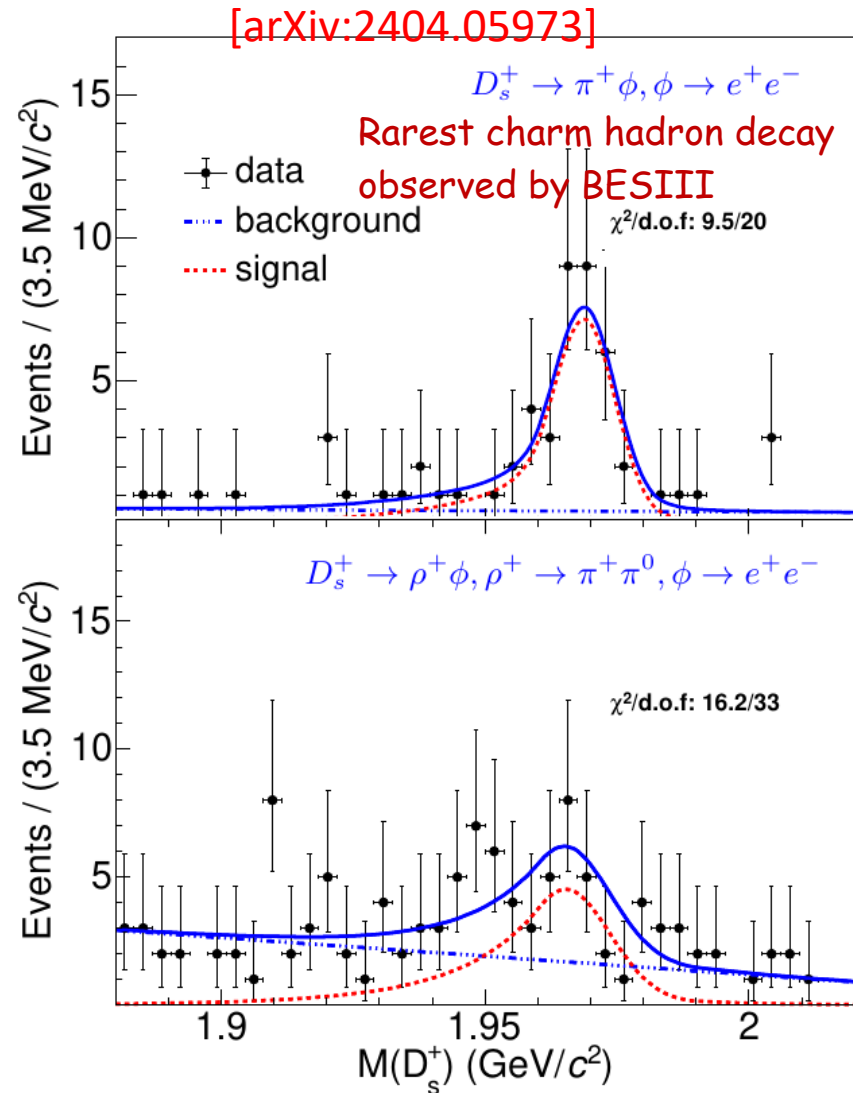 [arXiv:2404.05973]
D_s^+ → π^+ϕ, ϕ → e^+e^-
Rarest charm hadron decay
observed by BESIII
data
background
signal
χ²/d.o.f: 9.5/20
Events / (3.5 MeV/c²)
15
10
5
D_s^+ → ρ^+ϕ, ρ^+ → π^+π^0, ϕ → e^+e^-
χ²/d.o.f: 16.2/33
Events / (3.5 MeV/c²)
15
10
5
1.9 1.95 2
M(D_s^+) (GeV/c²)